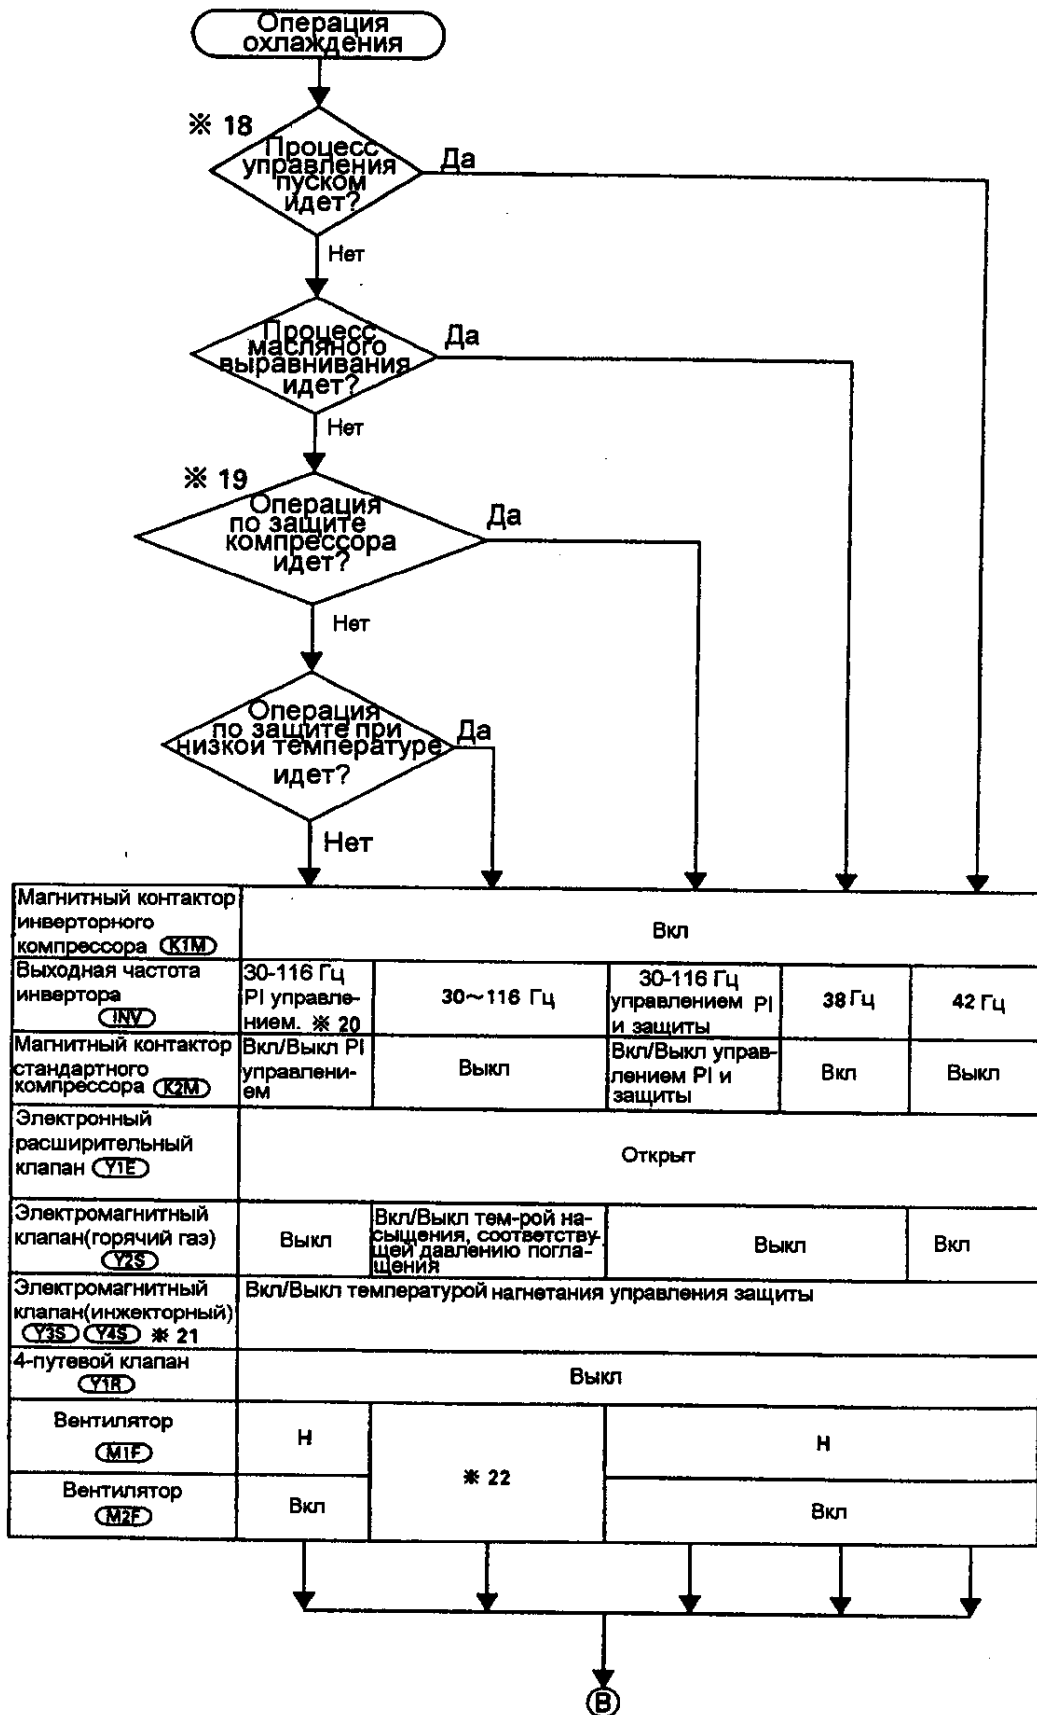 Операция
охлаждения
※ 18
Процесс
управления
пуском
идет?
Да
Нет
Процесс
масляного
выравнивания
идет?
Да
Нет
※ 19
Операция
по защите
компрессора
идет?
Да
Нет
Операция
по защите при
низкой температуре
идет?
Да
Нет
Магнитный контактор
инверторного
компрессора K1M
Вкл
Выходная частота
инвертора
INV
30-116 Гц
PI управле-
нием. ※ 20
30~116 Гц
30-116 Гц
управлением PI
и защиты
38 Гц
42 Гц
Магнитный контактор
стандартного
компрессора K2M
Вкл/Выкл PI
управлени-
ем
Выкл
Вкл/Выкл управ-
лением PI и
защиты
Вкл
Выкл
Электронный
расширительный
клапан Y1E
Открыт
Электромагнитный
клапан(горячий газ)
Y2S
Выкл
Вкл/Выкл тем-рой на-
сыщения, соответству
щей давлению погла-
щения
Выкл
Вкл
Электромагнитный
клапан(инжекторный)
Y3S Y4S ※ 21
Вкл/Выкл температурой нагнетания управления защиты
4-путевой клапан
Y1R
Выкл
Вентилятор
M1F
H
※ 22
H
Вентилятор
M2F
Вкл
Вкл
B